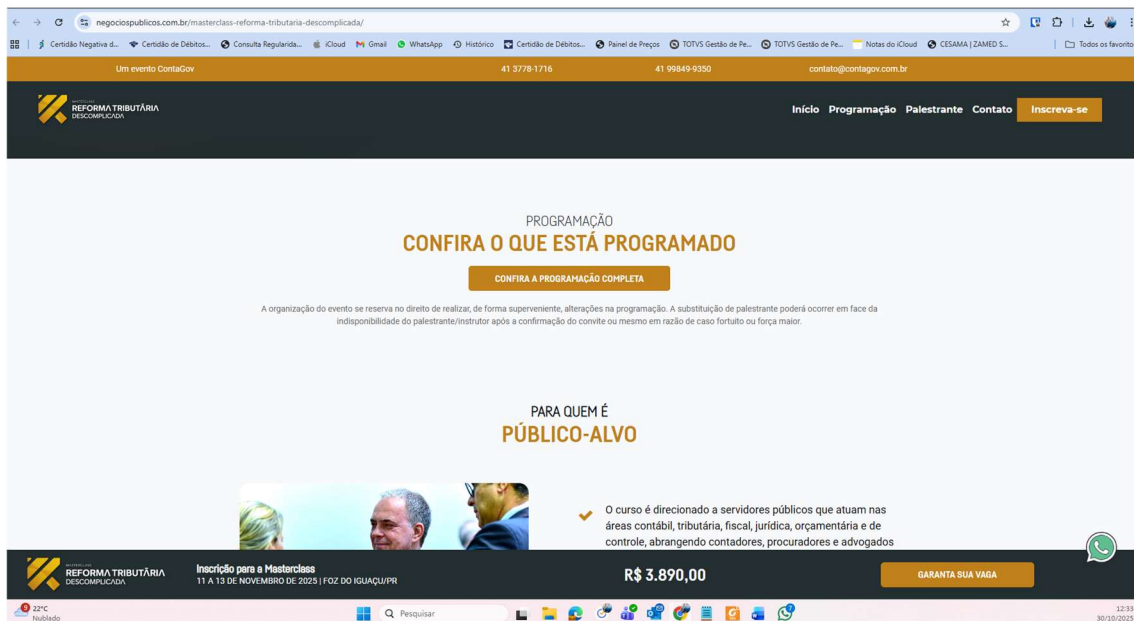 negociospublicos.com.br/masterclass-reforma-tributaria-descomplicada/
Certidão Negativa d... Certidão de Débitos... Consulta Regularida... iCloud Gmail WhatsApp Histórico Certidão de Débitos... Painel de Preços TOTVS Gestão de Pe... TOTVS Gestão de Pe... Notas do iCloud CESAMA | ZAMED S... Todos os favorito
Um evento ContaGov 41 3778-1716 41 99849-9350 contato@contagov.com.br
MASTERCLASS
REFORMA TRIBUTÁRIA
DESCOMPLICADA
Início Programação Palestrante Contato Inscreva-se
PROGRAMAÇÃO
CONFIRA O QUE ESTÁ PROGRAMADO
CONFIRA A PROGRAMAÇÃO COMPLETA
A organização do evento se reserva no direito de realizar, de forma superveniente, alterações na programação. A substituição de palestrante poderá ocorrer em face da
indisponibilidade do palestrante/instrutor após a confirmação do convite ou mesmo em razão de caso fortuito ou força maior.
PARA QUEM É
PÚBLICO-ALVO
O curso é direcionado a servidores públicos que atuam nas
áreas contábil, tributária, fiscal, jurídica, orçamentária e de
controle, abrangendo contadores, procuradores e advogados
MASTERCLASS
REFORMA TRIBUTÁRIA
DESCOMPLICADA
Inscrição para a Masterclass
11 A 13 DE NOVEMBRO DE 2025 | FOZ DO IGUAÇU/PR
R$ 3.890,00
GARANTA SUA VAGA
9
22°C
Nublado
Pesquisar
12:33
30/10/2025